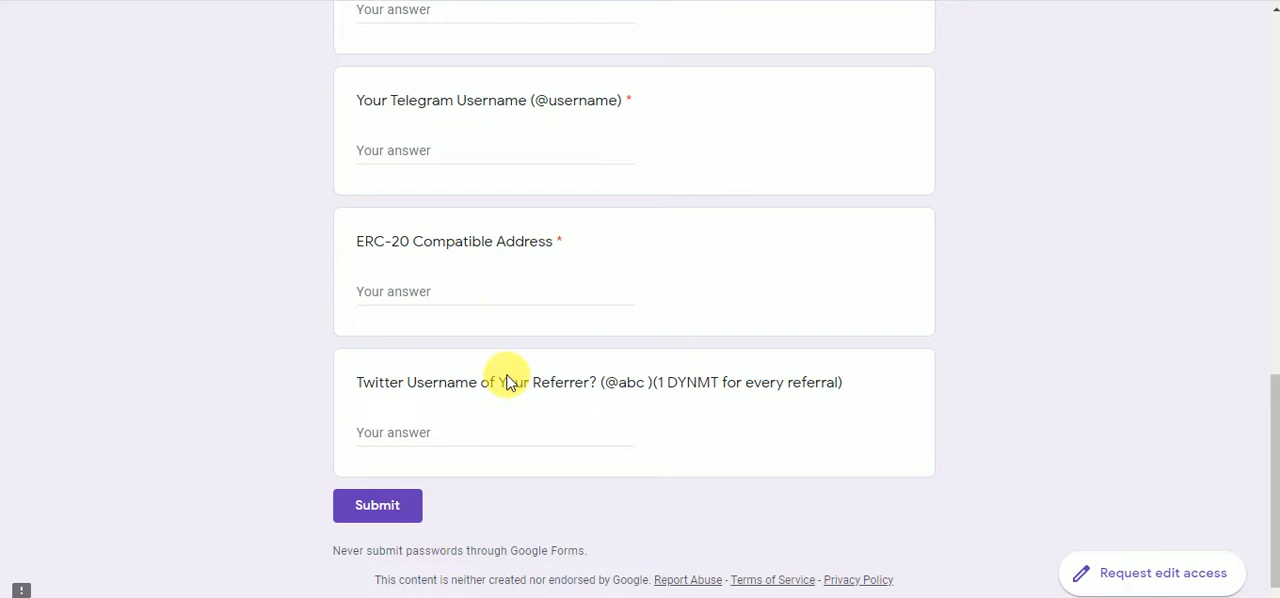 Your answer
Your Telegram Username (@username) *
Your answer
ERC-20 Compatible Address *
Your answer
Twitter Username of Your Referrer? (@abc )(1 DYNMT for every referral)
Your answer
Submit
Never submit passwords through Google Forms.
This content is neither created nor endorsed by Google. Report Abuse - Terms of Service - Privacy Policy
Request edit access
!